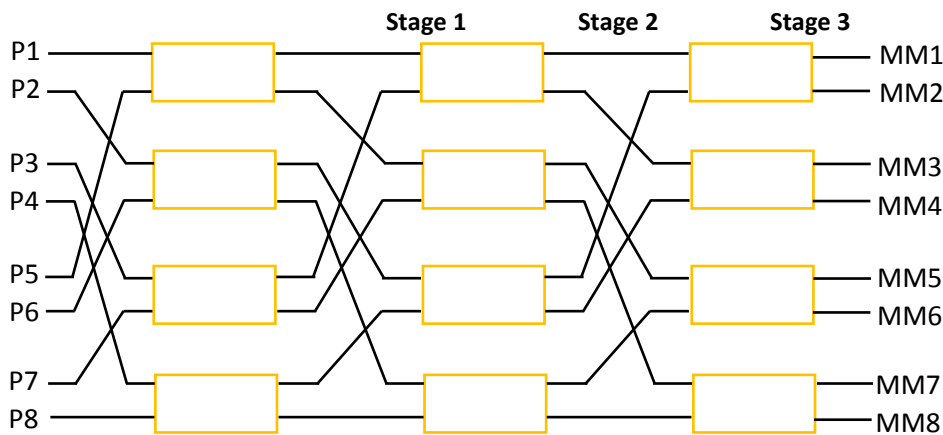 Stage 1 Stage 2 Stage 3
P1 MM1
P2 MM2
P3 MM3
P4 MM4
P5 MM5
P6 MM6
P7 MM7
P8 MM8